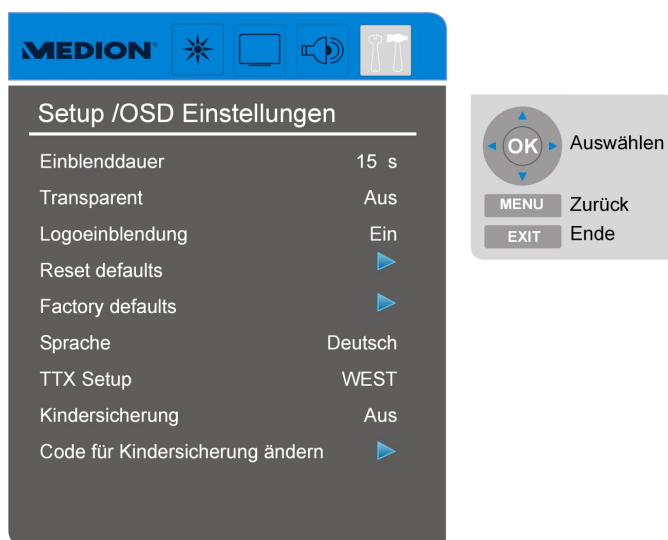 MEDION
Setup /OSD Einstellungen
Einblenddauer 15 s
Transparent Aus
Logoeinblendung Ein
Reset defaults
Factory defaults
Sprache Deutsch
TTX Setup WEST
Kindersicherung Aus
Code für Kindersicherung ändern
OK Auswählen
MENU Zurück
EXIT Ende